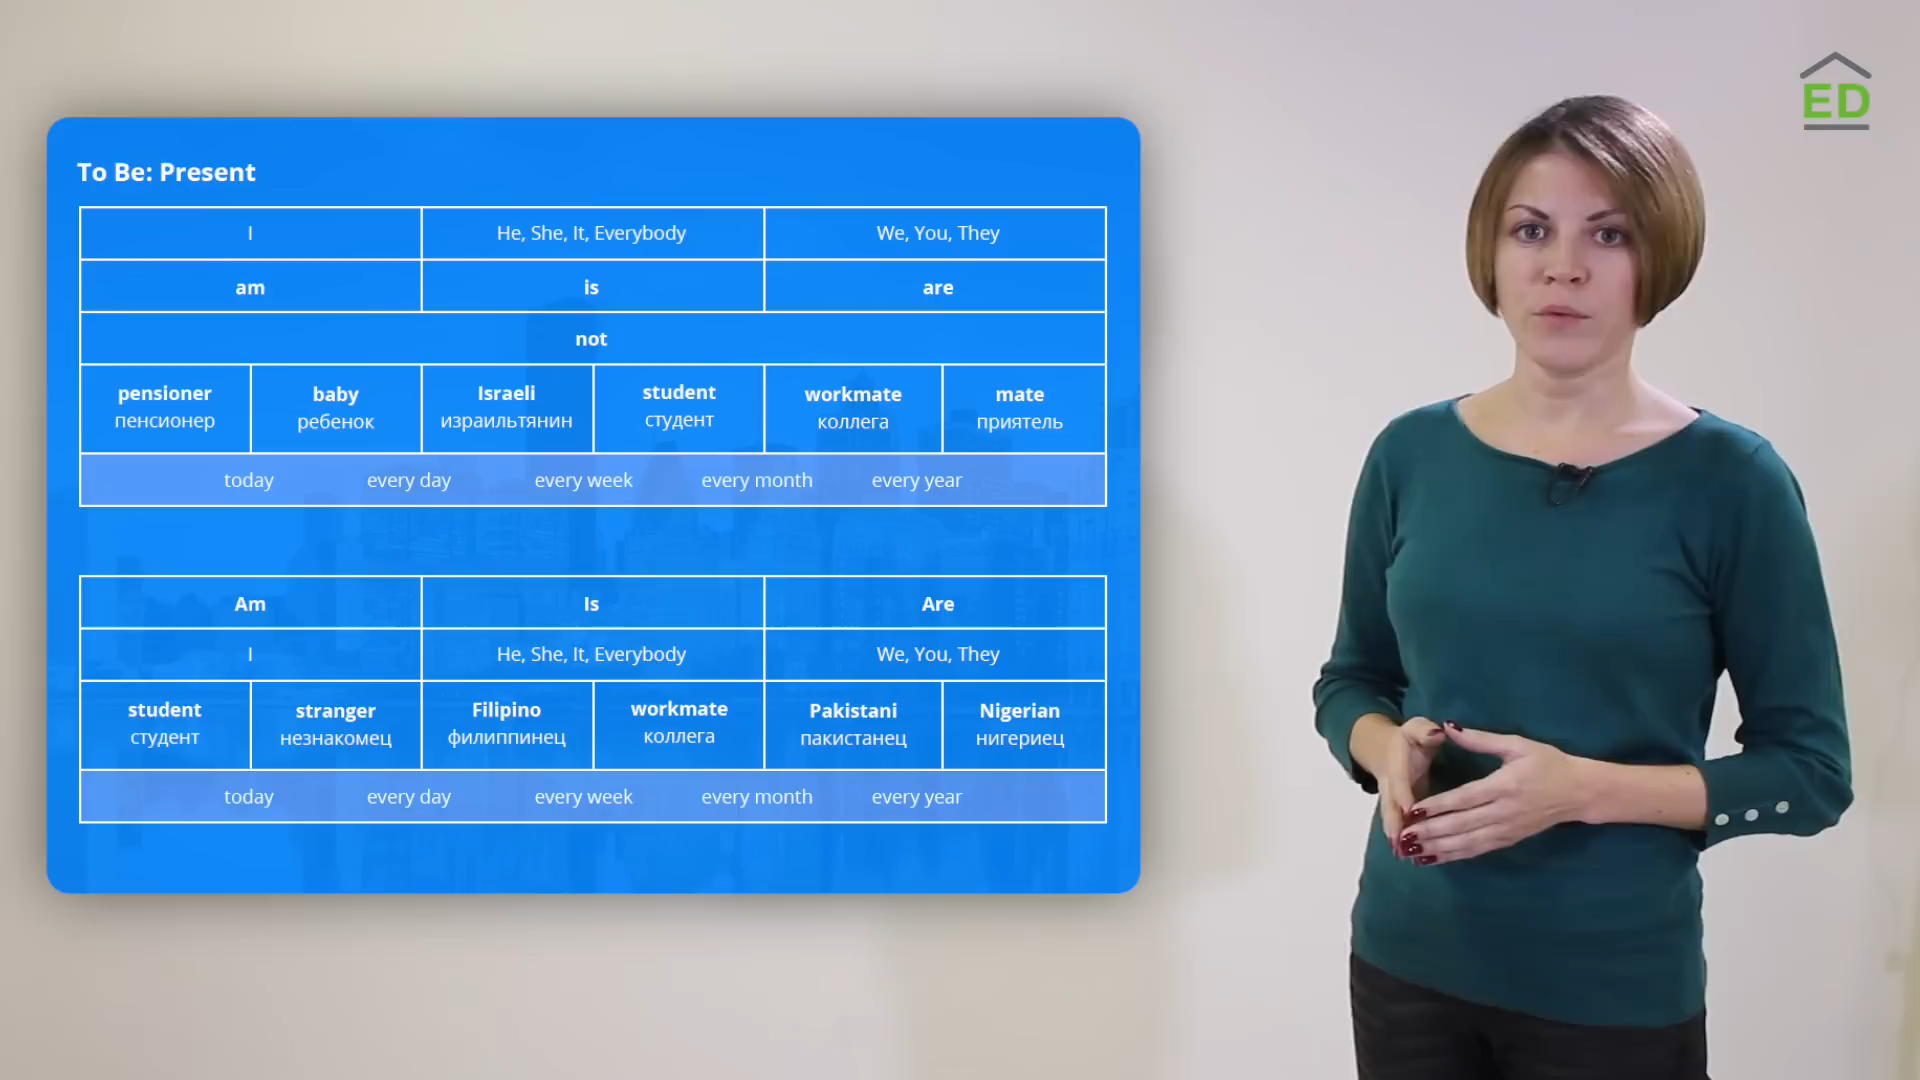 ED
To Be: Present
I He, She, It, Everybody We, You, They
am is are
not
pensioner baby Israeli student workmate mate
пенсионер ребенок израильтянин студент коллега приятель
today every day every week every month every year
Am Is Are
I He, She, It, Everybody We, You, They
student stranger Filipino workmate Pakistani Nigerian
студент незнакомец филиппинец коллега пакистанец нигериец
today every day every week every month every year